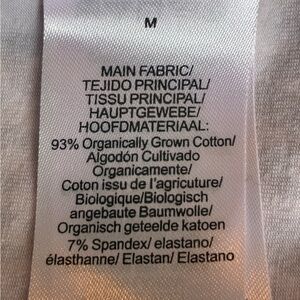 M
MAIN FABRIC/
TEJIDO PRINCIPAL/
TISSU PRINCIPAL/
HAUPTGEWEBE/
HOOFDMATERIAAL:
93% Organically Grown Cotton/
Algodón Cultivado
Organicamente/
Coton issu de l'agricuture/
Biologique/Biologisch
angebaute Baumwolle/
Organisch geteelde katoen
7% Spandex/ elastano/
élasthanne/ Elastan/ Elastano